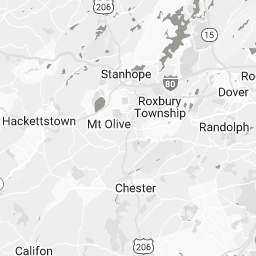 206
15
Stanhope
80
Ro
Dover
Roxbury
Township
Hackettstown
Mt Olive
Randolph
Chester
Califon
206